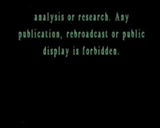 analysis or research. Any
publication, rebroadcast or public
display is forbidden.